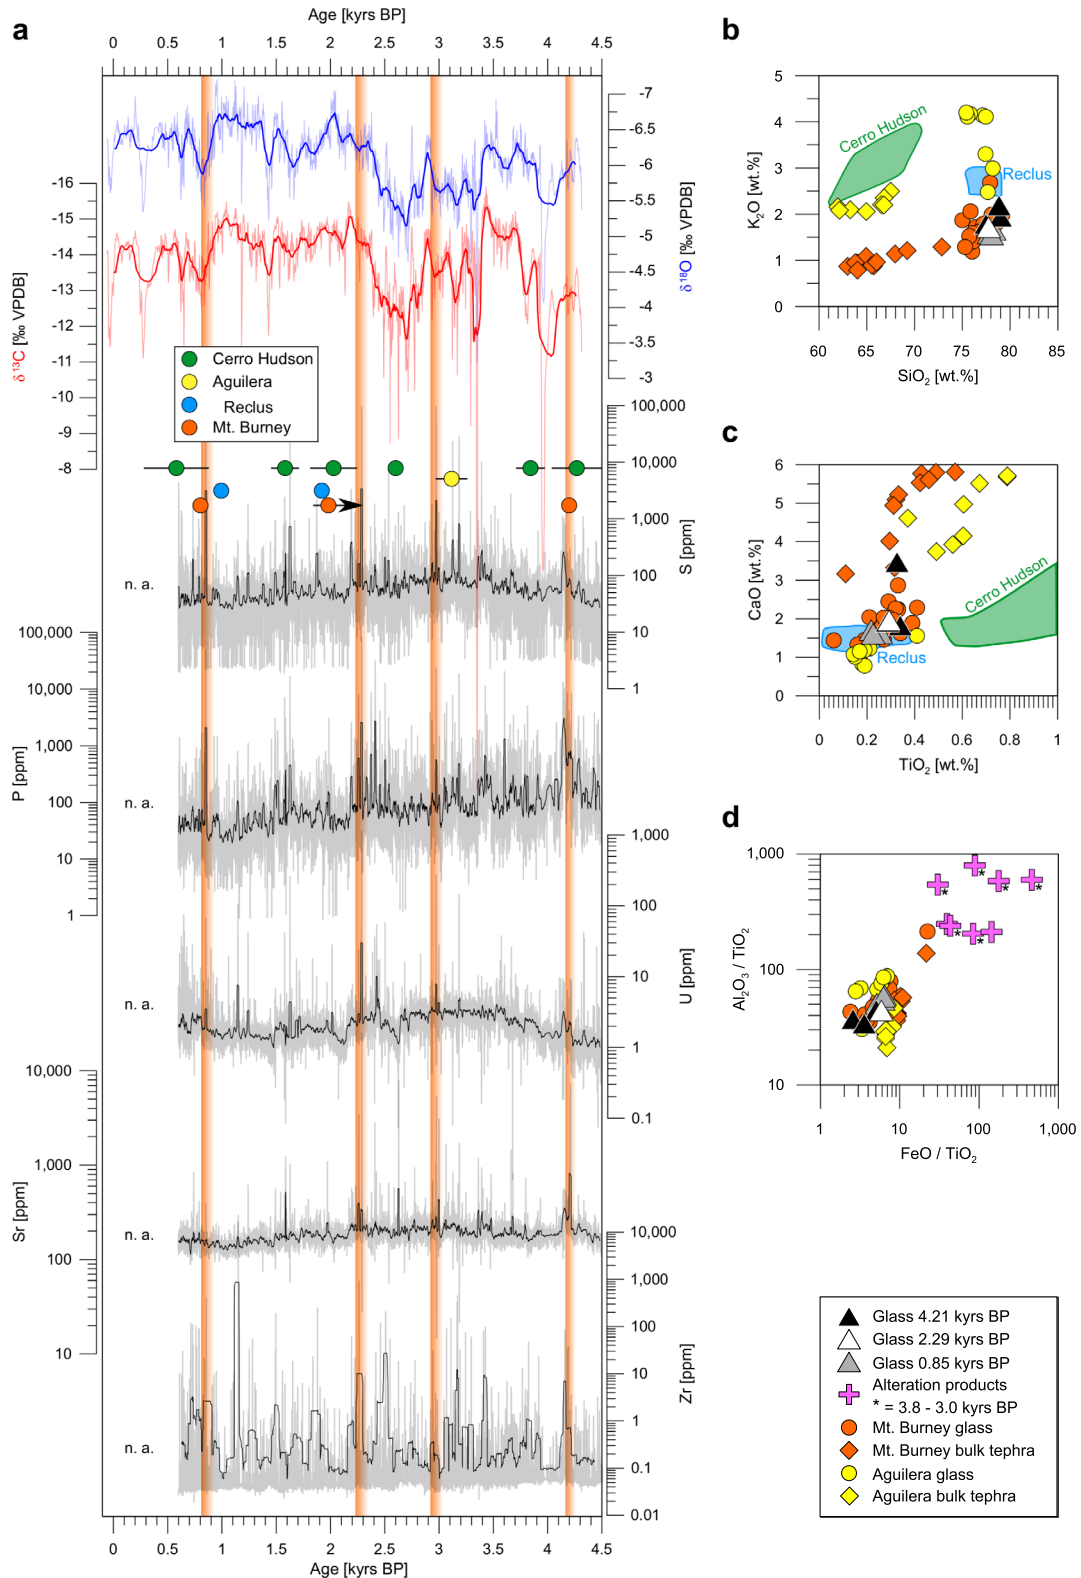 a
Age [kyrs BP]
0 0.5 1 1.5 2 2.5 3 3.5 4 4.5
-7
-6.5
-6
-5.5
-5
-4.5
-4
-3.5
-3
δ18O [‰ VPDB]
-16
-15
-14
-13
-12
-11
-10
-9
-8
δ13C [‰ VPDB]
Cerro Hudson
Aguilera
Reclus
Mt. Burney
100,000
10,000
1,000
100
10
1
S [ppm]
n. a.
100,000
10,000
1,000
100
10
1
P [ppm]
n. a.
1,000
100
10
1
0.1
U [ppm]
n. a.
10,000
1,000
100
10
Sr [ppm]
n. a.
10,000
1,000
100
10
1
0.1
0.01
Zr [ppm]
n. a.
0 0.5 1 1.5 2 2.5 3 3.5 4 4.5
Age [kyrs BP]
b
5
4
3
2
1
0
K2O [wt.%]
Cerro Hudson
Reclus
60 65 70 75 80 85
SiO2 [wt.%]
c
6
5
4
3
2
1
0
CaO [wt.%]
Cerro Hudson
Reclus
0 0.2 0.4 0.6 0.8 1
TiO2 [wt.%]
d
1,000
100
10
Al2O3 / TiO2
* * * *
* *
1 10 100 1,000
FeO / TiO2
Glass 4.21 kyrs BP
Glass 2.29 kyrs BP
Glass 0.85 kyrs BP
Alteration products
* = 3.8 - 3.0 kyrs BP
Mt. Burney glass
Mt. Burney bulk tephra
Aguilera glass
Aguilera bulk tephra